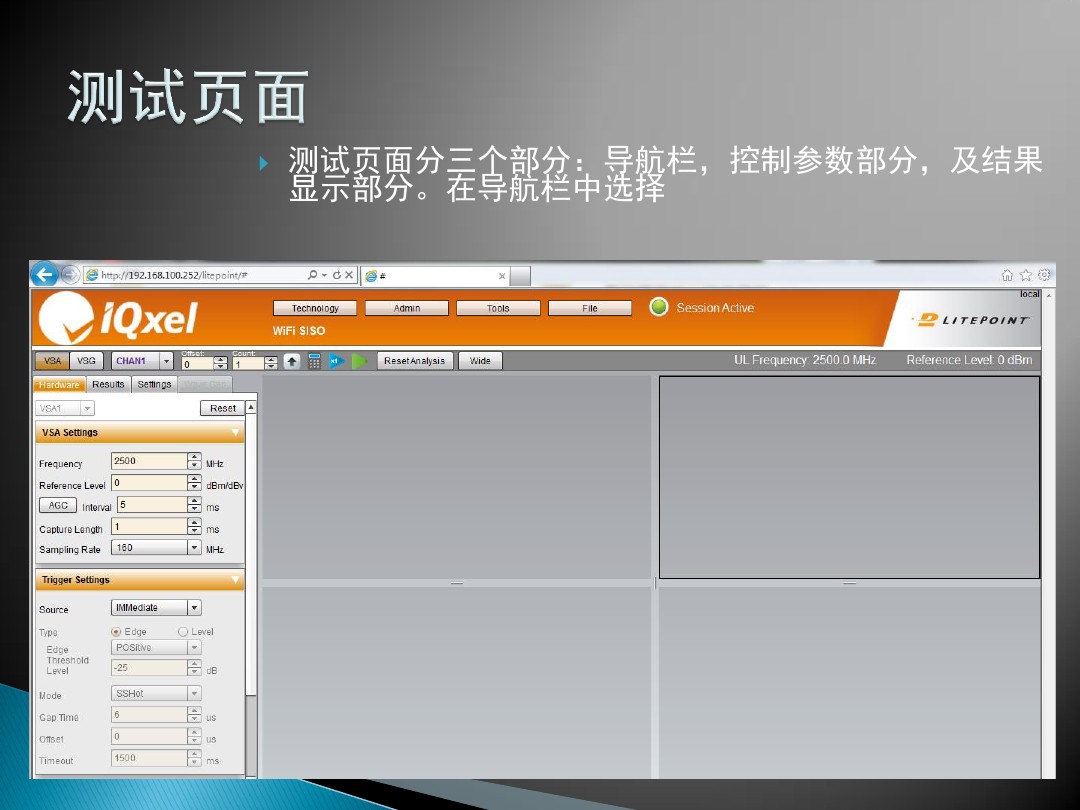 测试页面
测试页面分三个部分：导航栏，控制参数部分，及结果
显示部分。在导航栏中选择
http://192.168.100.252/litepoint/#
#
local
iQxel
Technology Admin Tools File Session Active
LITEPOINT
WiFi SISO
VSA VSG CHAN1 Offset: 0 Count: 1 Reset Analysis Wide UL Frequency: 2500.0 MHz Reference Level: 0 dBm
Hardware Results Settings
VSA1 Reset
VSA Settings
Frequency 2500 MHz
Reference Level 0 dBm/dBv
AGC Interval 5 ms
Capture Length 1 ms
Sampling Rate 160 MHz
Trigger Settings
Source IMMediate
Type Edge Level
Edge POSitive
Threshold
Level -25 dB
Mode SSHot
Gap Time 6 us
Offset 0 us
Timeout 1500 ms